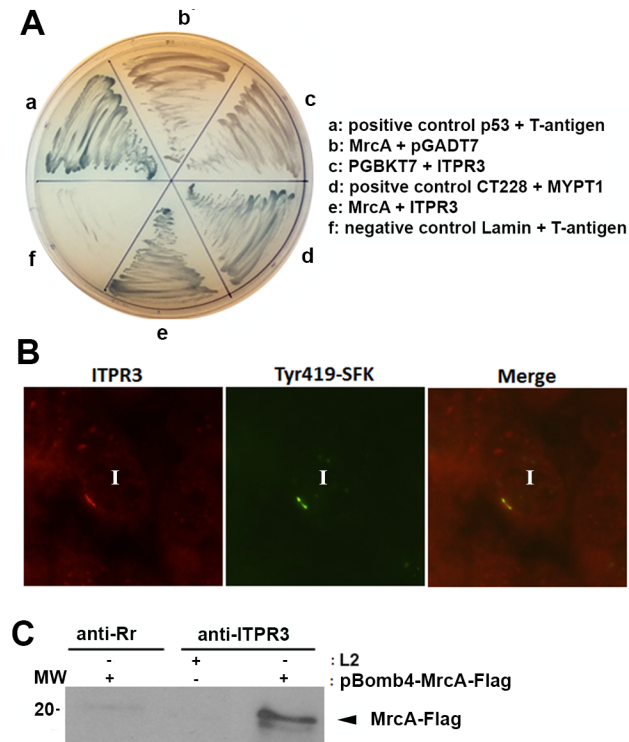 A
b
a
c
f
d
e
a: positive control p53 + T-antigen
b: MrcA + pGADT7
c: PGBKT7 + ITPR3
d: positve control CT228 + MYPT1
e: MrcA + ITPR3
f: negative control Lamin + T-antigen
B
ITPR3 Tyr419-SFK Merge
I I I
C
anti-Rr anti-ITPR3
- + - : L2
MW + - + : pBomb4-MrcA-Flag
20- MrcA-Flag